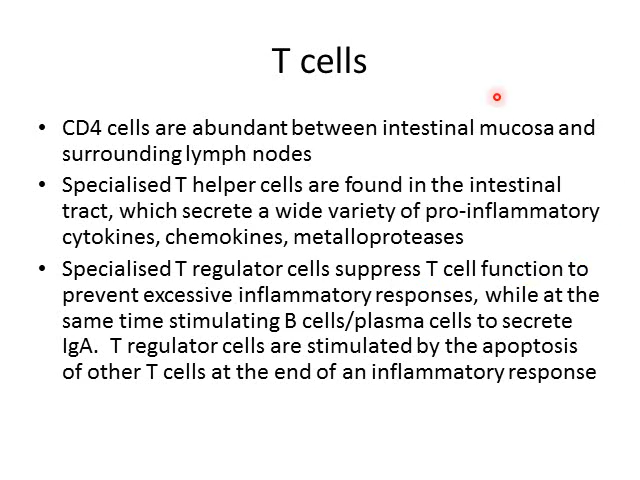 T cells
• CD4 cells are abundant between intestinal mucosa and
surrounding lymph nodes
• Specialised T helper cells are found in the intestinal
tract, which secrete a wide variety of pro-inflammatory
cytokines, chemokines, metalloproteases
• Specialised T regulator cells suppress T cell function to
prevent excessive inflammatory responses, while at the
same time stimulating B cells/plasma cells to secrete
IgA.  T regulator cells are stimulated by the apoptosis
of other T cells at the end of an inflammatory response